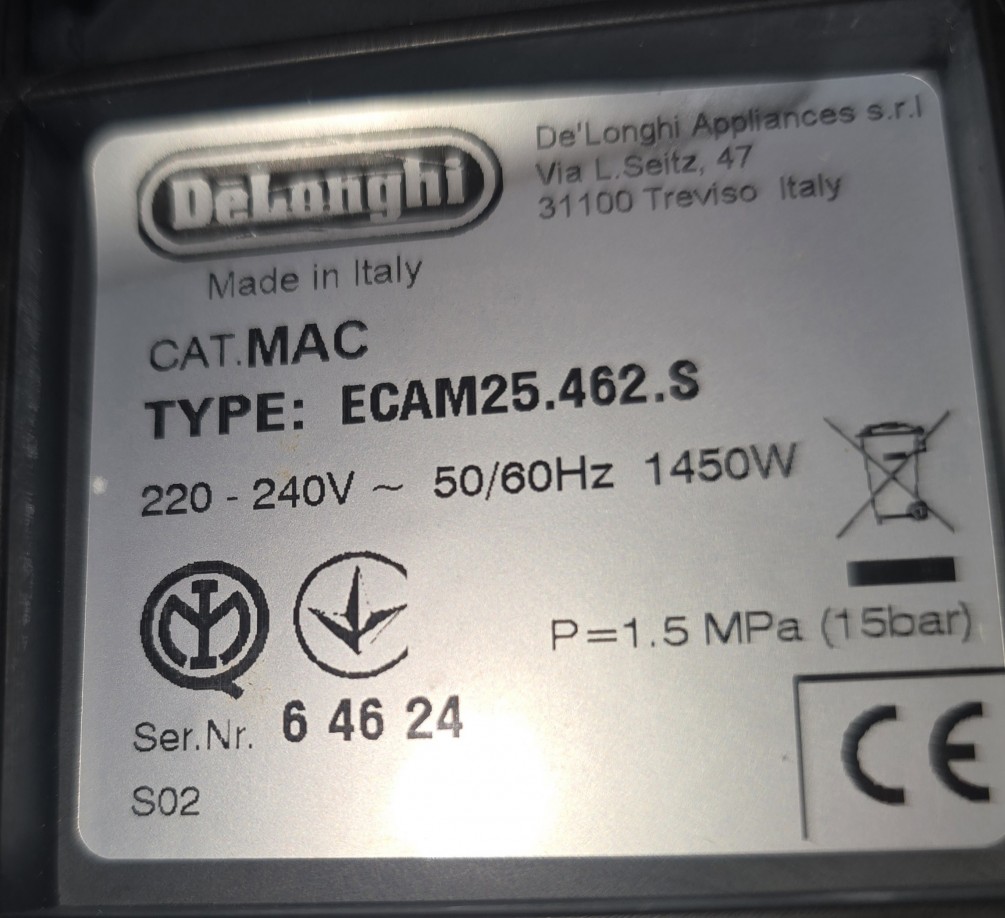 DeLonghi
De'Longhi Appliances s.r.l
Via L.Seitz, 47
31100 Treviso Italy
Made in Italy
CAT.MAC
TYPE: ECAM25.462.S
220 - 240V ~ 50/60Hz 1450W
P=1.5 MPa (15bar)
Ser.Nr. 6 46 24
S02
CE